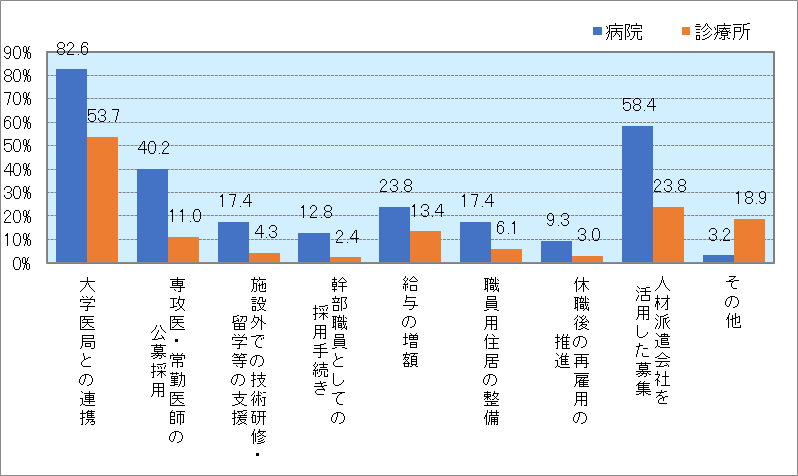 病院
診療所
90%
80%
70%
60%
50%
40%
30%
20%
10%
0%
82.6
53.7
40.2
11.0
17.4
4.3
12.8
2.4
23.8
13.4
17.4
6.1
9.3
3.0
58.4
23.8
3.2
18.9
大学医局との連携
専攻医・常勤医師の
公募採用
施設外での技術研修・
留学等の支援
幹部職員としての
採用手続き
給与の増額
職員用住居の整備
休職後の再雇用の
推進
人材派遣会社を
活用した募集
その他